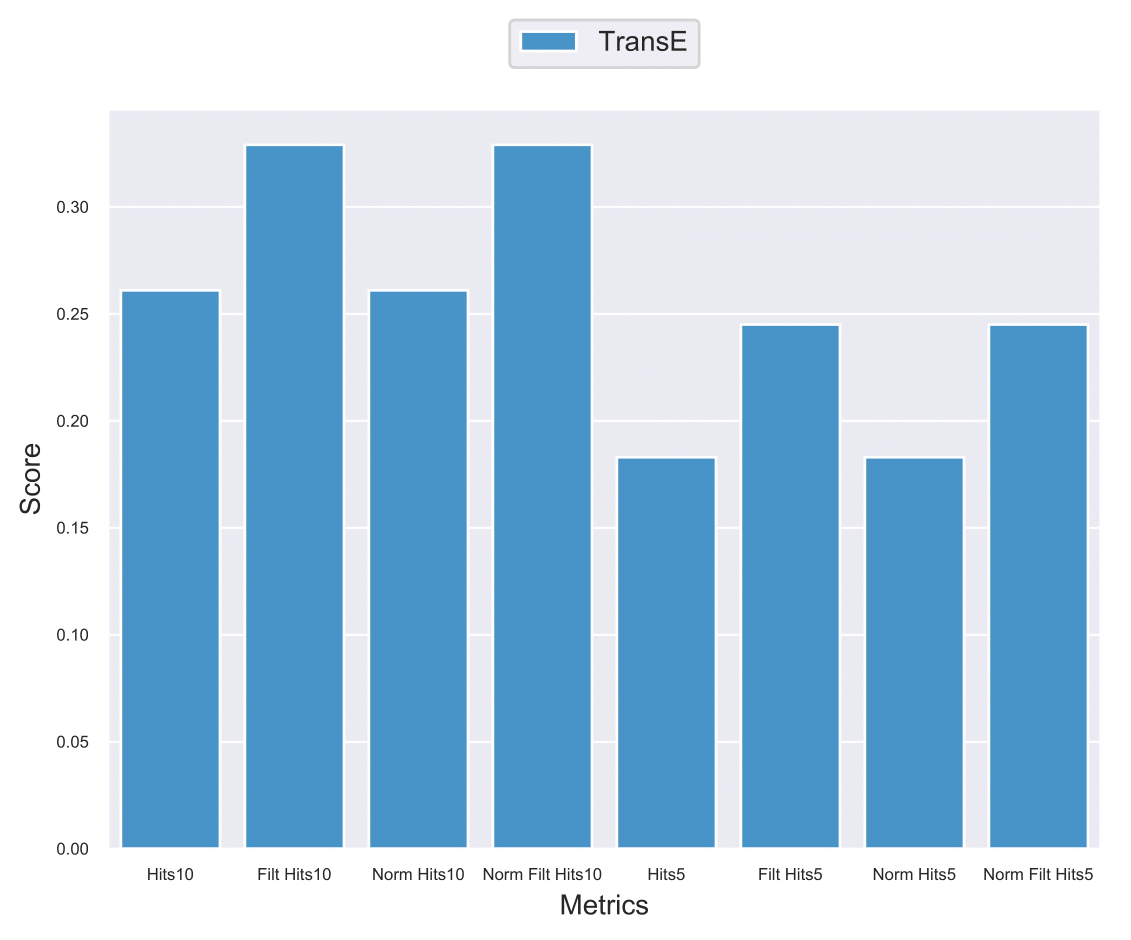 TransE
0.30
0.25
0.20
0.15
0.10
0.05
0.00
Score
Hits10 Filt Hits10 Norm Hits10 Norm Filt Hits10 Hits5 Filt Hits5 Norm Hits5 Norm Filt Hits5
Metrics